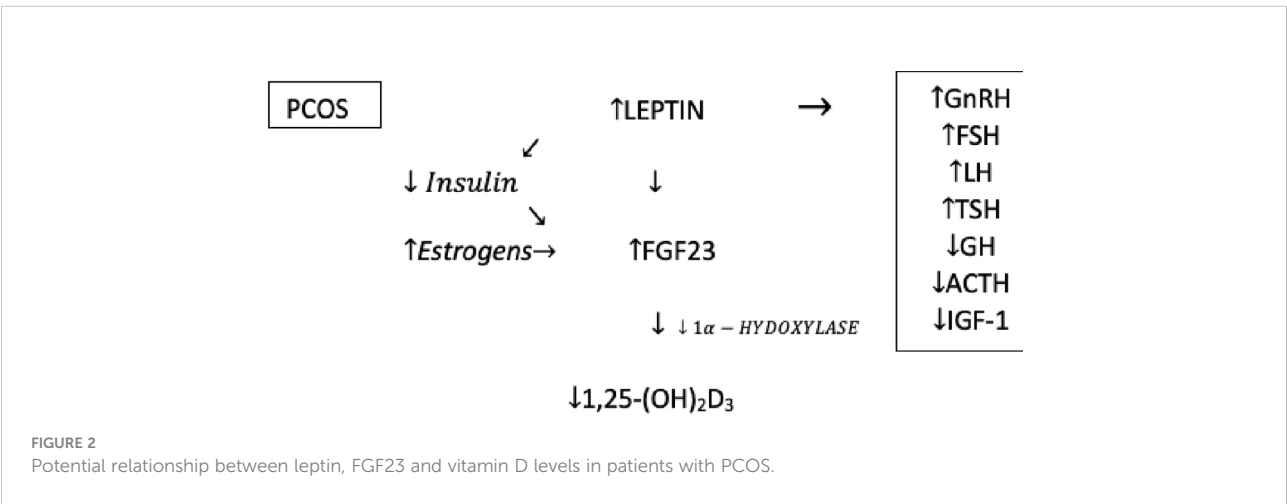 PCOS
↑LEPTIN →
↙
↓ Insulin ↓
↘
↑Estrogens→ ↑FGF23
↓ ↓ 1α − HYDOXYLASE
↓1,25-(OH)₂D₃
↑GnRH
↑FSH
↑LH
↑TSH
↓GH
↓ACTH
↓IGF-1
FIGURE 2
Potential relationship between leptin, FGF23 and vitamin D levels in patients with PCOS.